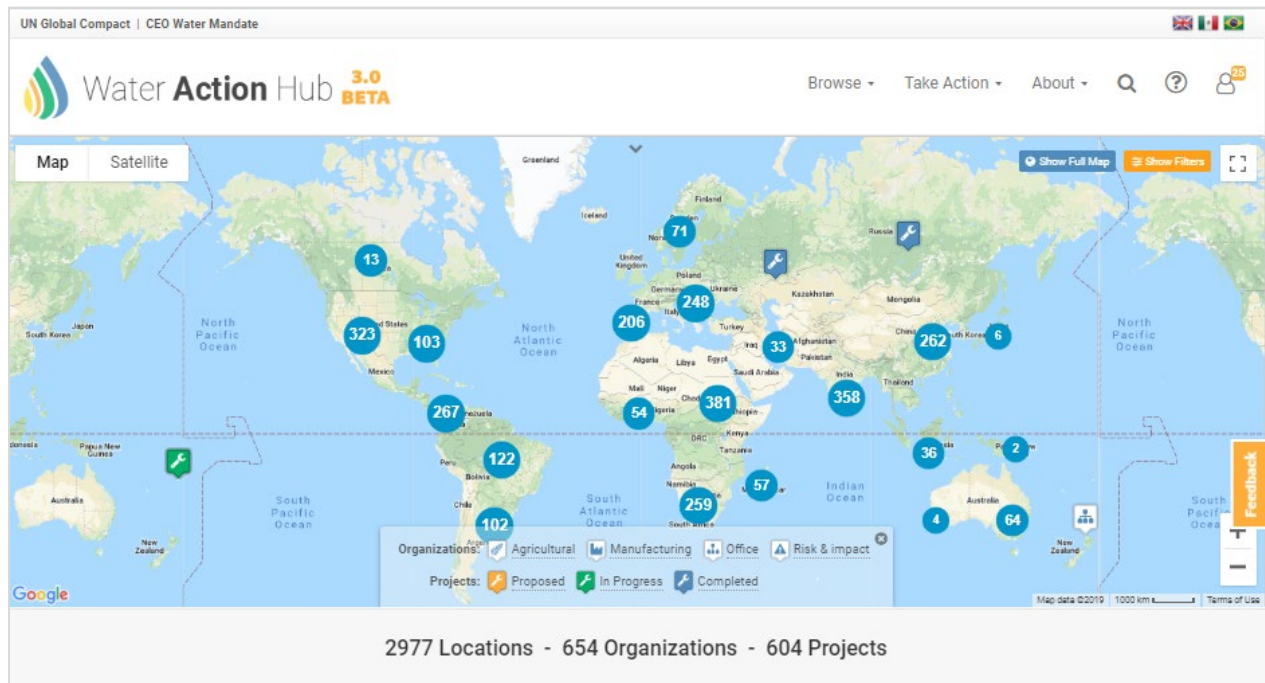 UN Global Compact | CEO Water Mandate
Water Action Hub 3.0 BETA
Browse Take Action About 25
Map Satellite
Show Full Map Show Filters
Greenland
Iceland
Finland
Russia
71
13
United Kingdom
Poland
Ukraine
France
Kazakhstan
Mongolia
248
206
Turkey
South Korea Japan
North Pacific Ocean
323
103
North Atlantic Ocean
33
Afghanistan
Iraq
Pakistan
China
262
6
North Pacific Ocean
Mexico
Algeria Libya Egypt
Saudi Arabia
India
Thailand
358
Mali Niger
54
381
267
Kenya
DRC
Tanzania
Papua New Guinea
Peru
122
Bolivia
Angola
Namibia
57
Indian Ocean
36
2
Australia
South Pacific Ocean
Chile
102
South Atlantic Ocean
259
South Africa
Australia
4
64
New Zealand
New Zealand
Feedback
Organizations: Agricultural Manufacturing Office Risk & impact
Projects: Proposed In Progress Completed
Google
Map data ©2019 1000 km Terms of Use
2977 Locations - 654 Organizations - 604 Projects